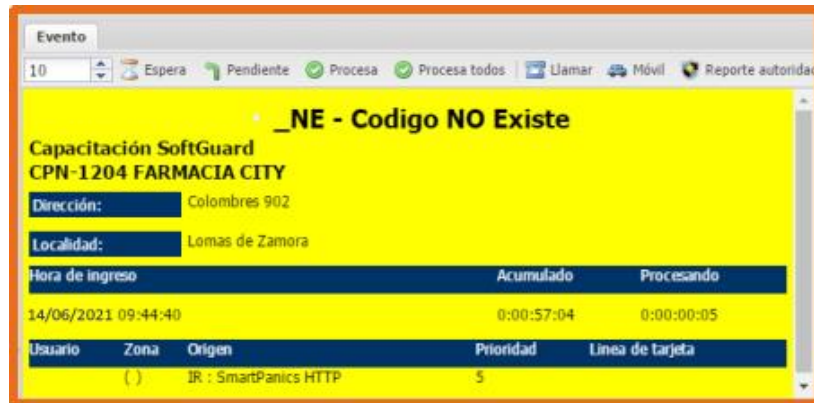 Evento
10 Espera Pendiente Procesa Procesa todos Llamar Móvil Reporte autoridad
_NE - Codigo NO Existe
Capacitación SoftGuard
CPN-1204 FARMACIA CITY
Dirección: Colombres 902
Localidad: Lomas de Zamora
Hora de ingreso Acumulado Procesando
14/06/2021 09:44:40 0:00:57:04 0:00:00:05
Usuario Zona Origen Prioridad Linea de tarjeta
( ) IR : SmartPanics HTTP 5